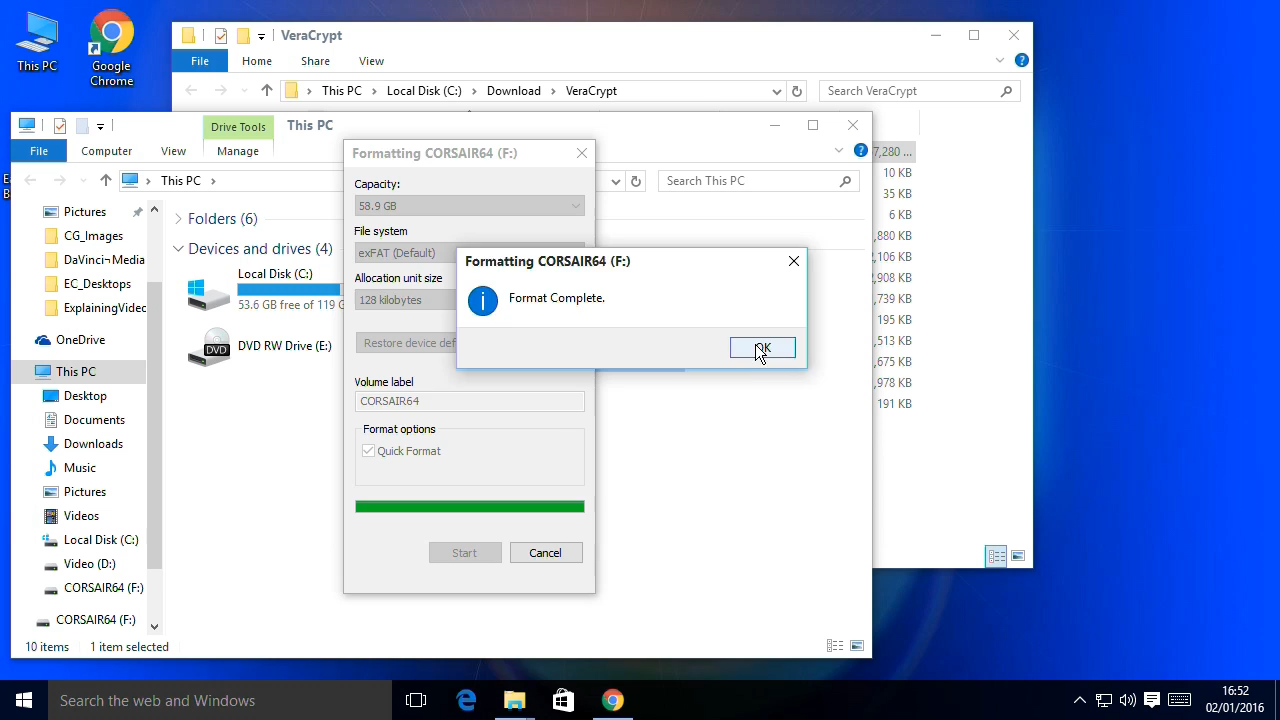 This PC
Google
Chrome
VeraCrypt
File
Home
Share
View
This PC
Local Disk (C:)
Download
VeraCrypt
Search VeraCrypt
Drive Tools
This PC
File
Computer
View
Manage
This PC
Search This PC
7,280 ...
10 KB
35 KB
6 KB
,880 KB
,106 KB
,908 KB
,739 KB
195 KB
,513 KB
,675 KB
,978 KB
191 KB
Pictures
CG_Images
DaVinci~Media
EC_Desktops
ExplainingVidec
OneDrive
This PC
Desktop
Documents
Downloads
Music
Pictures
Videos
Local Disk (C:)
Video (D:)
CORSAIR64 (F:)
CORSAIR64 (F:)
Folders (6)
Devices and drives (4)
Local Disk (C:)
53.6 GB free of 119 G
DVD
DVD RW Drive (E:)
Formatting CORSAIR64 (F:)
Capacity:
58.9 GB
File system
exFAT (Default)
Allocation unit size
128 kilobytes
Restore device def
Volume label
CORSAIR64
Format options
Quick Format
Start
Cancel
Formatting CORSAIR64 (F:)
Format Complete.
OK
10 items
1 item selected
Search the web and Windows
16:52
02/01/2016